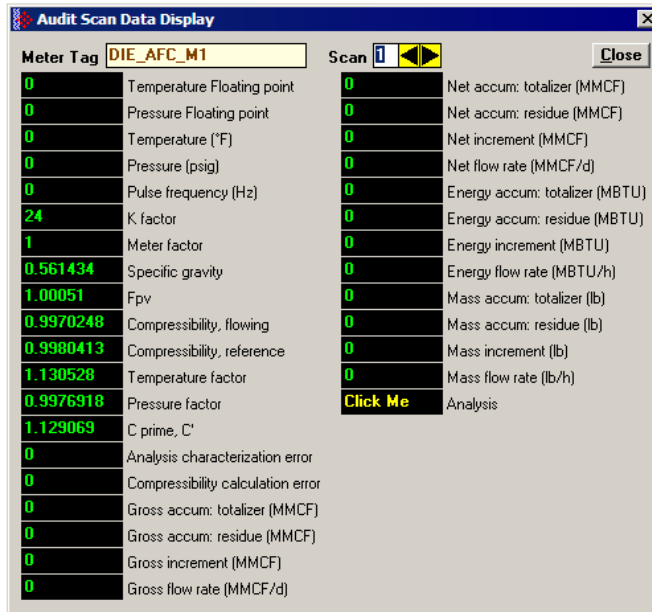 Audit Scan Data Display
Meter Tag DIE_AFC_M1 Scan 1 Close
0 Temperature Floating point
0 Pressure Floating point
0 Temperature (°F)
0 Pressure (psig)
0 Pulse frequency (Hz)
24 K factor
1 Meter factor
0.561434 Specific gravity
1.00051 Fpv
0.9970248 Compressibility, flowing
0.9980413 Compressibility, reference
1.130528 Temperature factor
0.9976918 Pressure factor
1.129069 C prime, C'
0 Analysis characterization error
0 Compressibility calculation error
0 Gross accum: totalizer (MMCF)
0 Gross accum: residue (MMCF)
0 Gross increment (MMCF)
0 Gross flow rate (MMCF/d)
0 Net accum: totalizer (MMCF)
0 Net accum: residue (MMCF)
0 Net increment (MMCF)
0 Net flow rate (MMCF/d)
0 Energy accum: totalizer (MBTU)
0 Energy accum: residue (MBTU)
0 Energy increment (MBTU)
0 Energy flow rate (MBTU/h)
0 Mass accum: totalizer (lb)
0 Mass accum: residue (lb)
0 Mass increment (lb)
0 Mass flow rate (lb/h)
Click Me Analysis